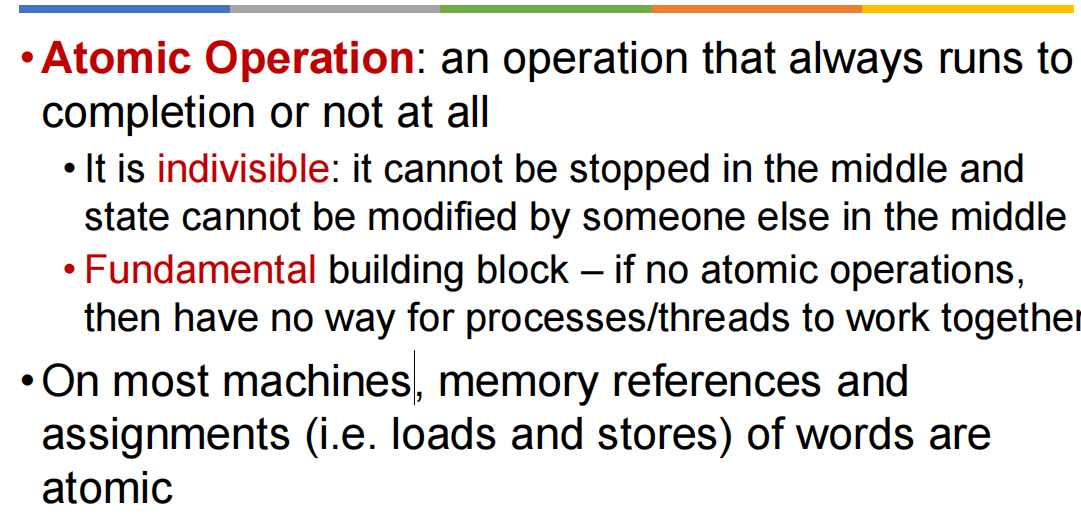 •Atomic Operation: an operation that always runs to
completion or not at all
•It is indivisible: it cannot be stopped in the middle and
state cannot be modified by someone else in the middle
•Fundamental building block – if no atomic operations,
then have no way for processes/threads to work together
•On most machines, memory references and
assignments (i.e. loads and stores) of words are
atomic